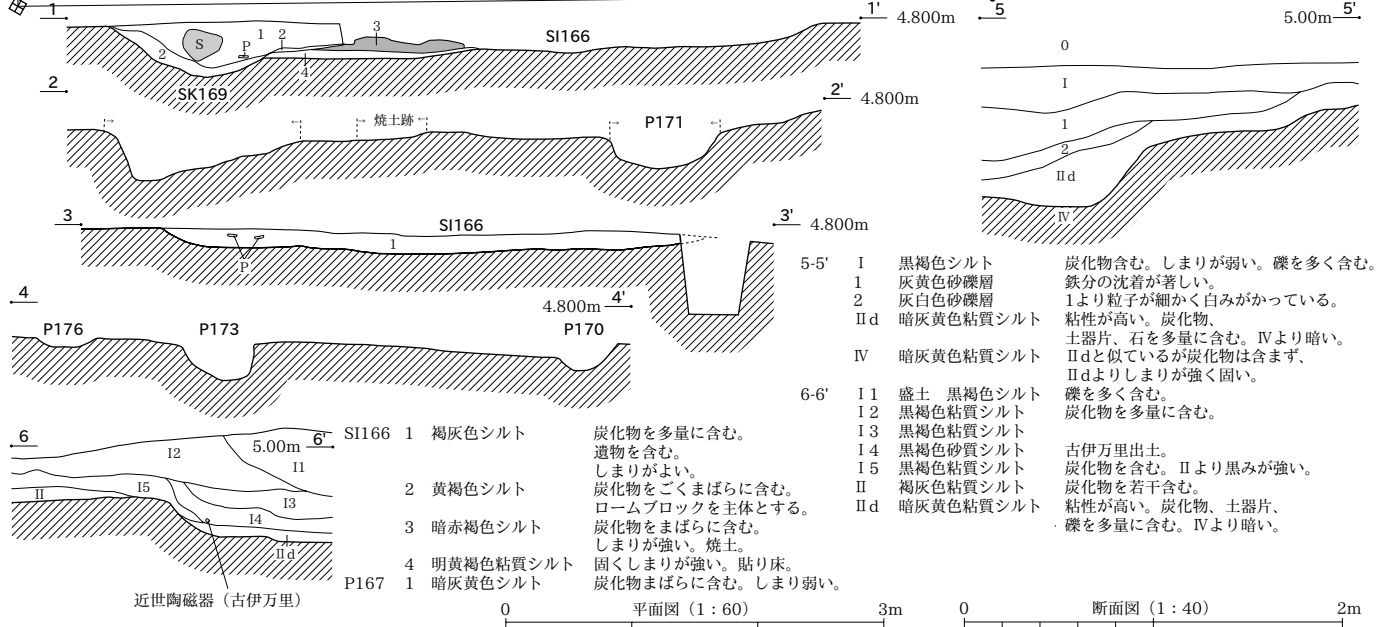 1
1'
4.800m
S
P
1
2
3
2
4
SI166
SK169
5
5'
5.00m
0
I
1
2
IId
IV
2
2'
4.800m
焼土跡
P171
3
3'
4.800m
SI166
1
P
4
4'
4.800m
P176
P173
P170
5-5' I 黒褐色シルト 炭化物含む。しまりが弱い。礫を多く含む。
1 灰黄色砂礫層 鉄分の沈着が著しい。
2 灰白色砂礫層 1より粒子が細かく白みがかっている。
Ⅱd 暗灰黄色粘質シルト 粘性が高い。炭化物、
土器片、石を多量に含む。Ⅳより暗い。
Ⅳ 暗灰黄色粘質シルト Ⅱdと似ているが炭化物は含まず、
Ⅱdよりしまりが強く固い。
6-6' I 1 盛土 黒褐色シルト 礫を多く含む。
I 2 黒褐色粘質シルト 炭化物を多量に含む。
I 3 黒褐色粘質シルト
I 4 黒褐色砂質シルト 古伊万里出土。
I 5 黒褐色粘質シルト 炭化物を含む。Ⅱより黒みが強い。
Ⅱ 褐灰色粘質シルト 炭化物を若干含む。
Ⅱd 暗灰黄色粘質シルト 粘性が高い。炭化物、土器片、
礫を多量に含む。Ⅳより暗い。
6
6'
5.00m
I2
I1
I5
I3
I4
II
IId
近世陶磁器（古伊万里）
SI166 1 褐灰色シルト 炭化物を多量に含む。
遺物を含む。
しまりがよい。
2 黄褐色シルト 炭化物をごくまばらに含む。
ロームブロックを主体とする。
3 暗赤褐色シルト 炭化物をまばらに含む。
しまりが強い。焼土。
4 明黄褐色粘質シルト 固くしまりが強い。貼り床。
P167 1 暗灰黄色シルト 炭化物まばらに含む。しまり弱い。
0 平面図（1：60） 3m
0 断面図（1：40） 2m